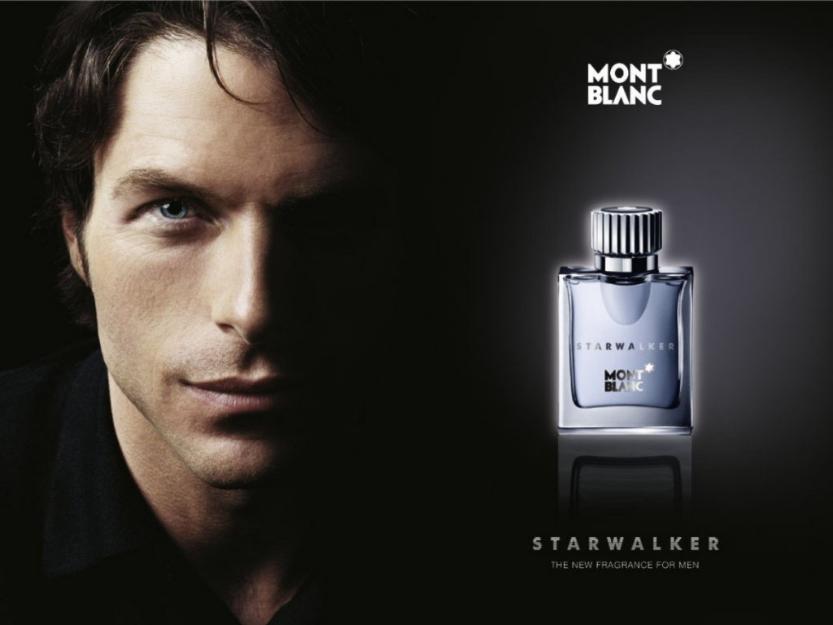 MONT
BLANC
STARWALKER
MONT
BLANC
STARWALKER
THE NEW FRAGRANCE FOR MEN